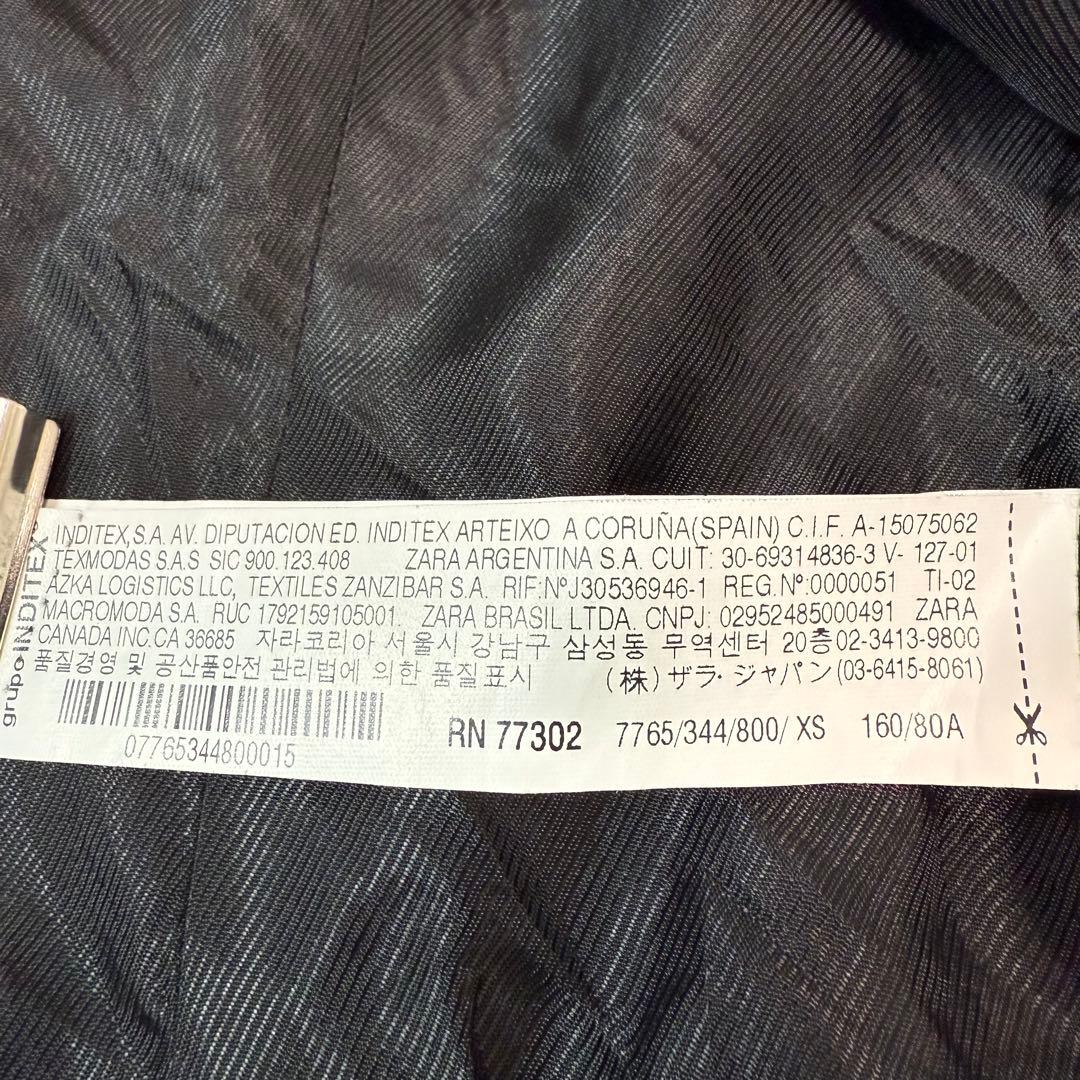 grupo INDITEX
INDITEX,S.A. AV. DIPUTACION ED. INDITEX ARTEIXO A CORUÑA(SPAIN) C.I.F. A-15075062
TEXMODAS S.A.S SIC 900.123.408 ZARA ARGENTINA S.A. CUIT: 30-69314836-3 V- 127-01
AZKA LOGISTICS LLC, TEXTILES ZANZIBAR S.A. RIF:NºJ30536946-1 REG.Nº:0000051 TI-02
MACROMODA S.A. RUC 1792159105001. ZARA BRASIL LTDA. CNPJ: 02952485000491 ZARA
CANADA INC.CA 36685 자라코리아 서울시 강남구 삼성동 무역센터 20층02-3413-9800
품질경영 및 공산품안전 관리법에 의한 품질표시 (株)ザラ・ジャパン(03-6415-8061)
07765344800015 RN 77302 7765/344/800/ XS 160/80A